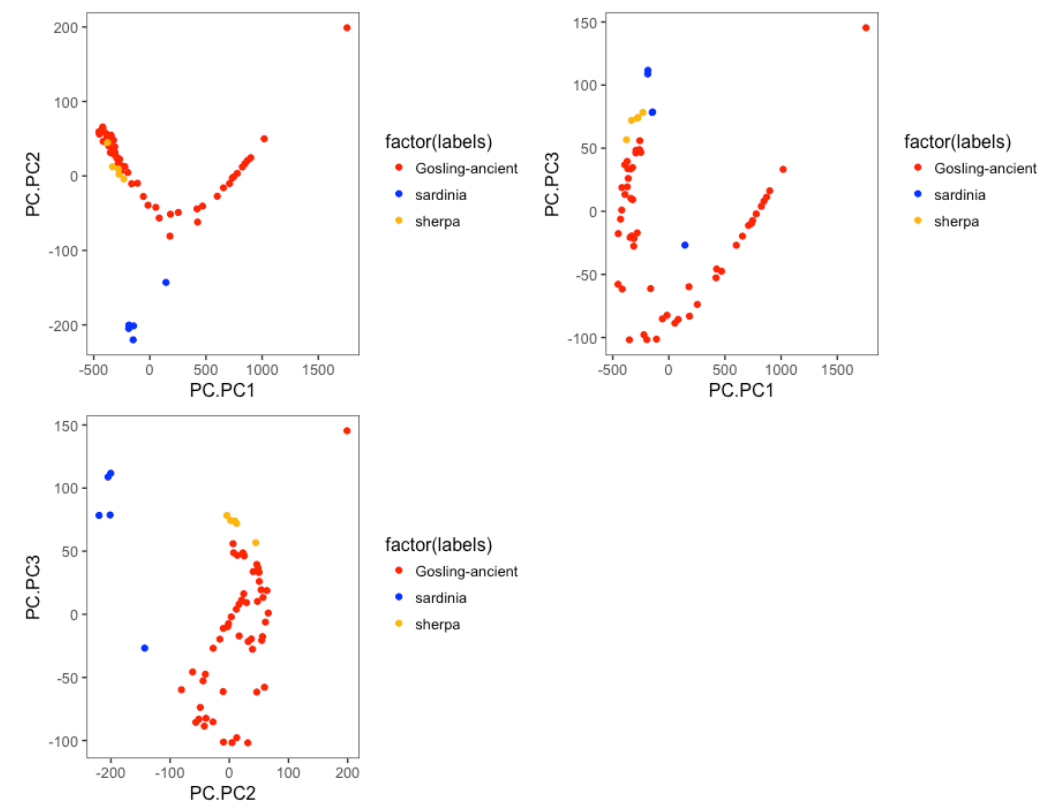 200
100
0
-100
-200
PC.PC2
-500
0
500
1000
1500
PC.PC1
factor(labels)
Gosling-ancient
sardinia
sherpa
150
100
50
0
-50
-100
PC.PC3
-500
0
500
1000
1500
PC.PC1
factor(labels)
Gosling-ancient
sardinia
sherpa
150
100
50
0
-50
-100
PC.PC3
-200
-100
0
100
200
PC.PC2
factor(labels)
Gosling-ancient
sardinia
sherpa